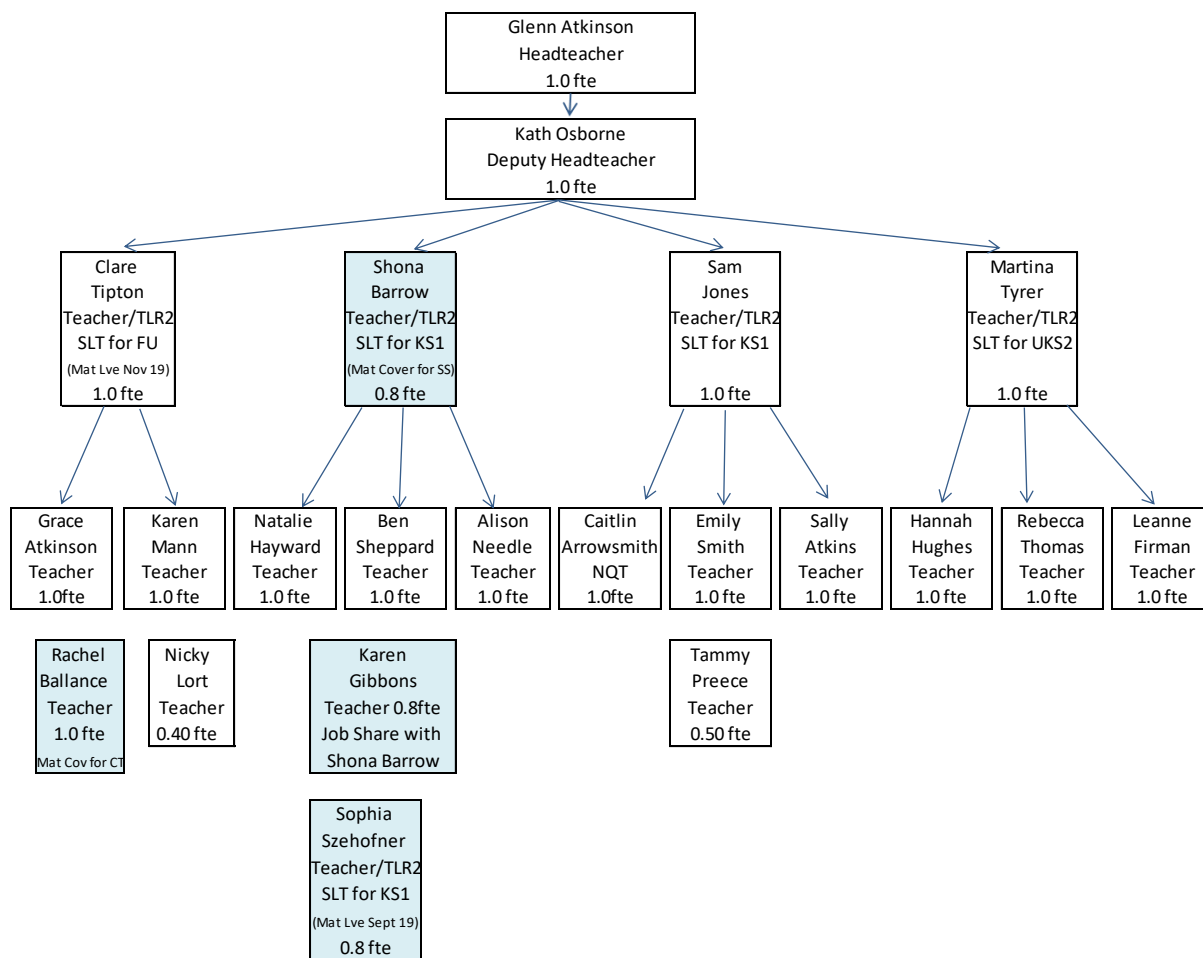 Glenn Atkinson
Headteacher
1.0 fte
Kath Osborne
Deputy Headteacher
1.0 fte
Clare
Tipton
Teacher/TLR2
SLT for FU
(Mat Lve Nov 19)
1.0 fte
Shona
Barrow
Teacher/TLR2
SLT for KS1
(Mat Cover for SS)
0.8 fte
Sam
Jones
Teacher/TLR2
SLT for KS1
1.0 fte
Martina
Tyrer
Teacher/TLR2
SLT for UKS2
1.0 fte
Grace
Atkinson
Teacher
1.0fte
Karen
Mann
Teacher
1.0 fte
Natalie
Hayward
Teacher
1.0 fte
Ben
Sheppard
Teacher
1.0 fte
Alison
Needle
Teacher
1.0 fte
Caitlin
Arrowsmith
NQT
1.0fte
Emily
Smith
Teacher
1.0 fte
Sally
Atkins
Teacher
1.0 fte
Hannah
Hughes
Teacher
1.0 fte
Rebecca
Thomas
Teacher
1.0 fte
Leanne
Firman
Teacher
1.0 fte
Rachel
Ballance
Teacher
1.0 fte
Mat Cov for CT
Nicky
Lort
Teacher
0.40 fte
Karen
Gibbons
Teacher 0.8fte
Job Share with
Shona Barrow
Tammy
Preece
Teacher
0.50 fte
Sophia
Szehofner
Teacher/TLR2
SLT for KS1
(Mat Lve Sept 19)
0.8 fte